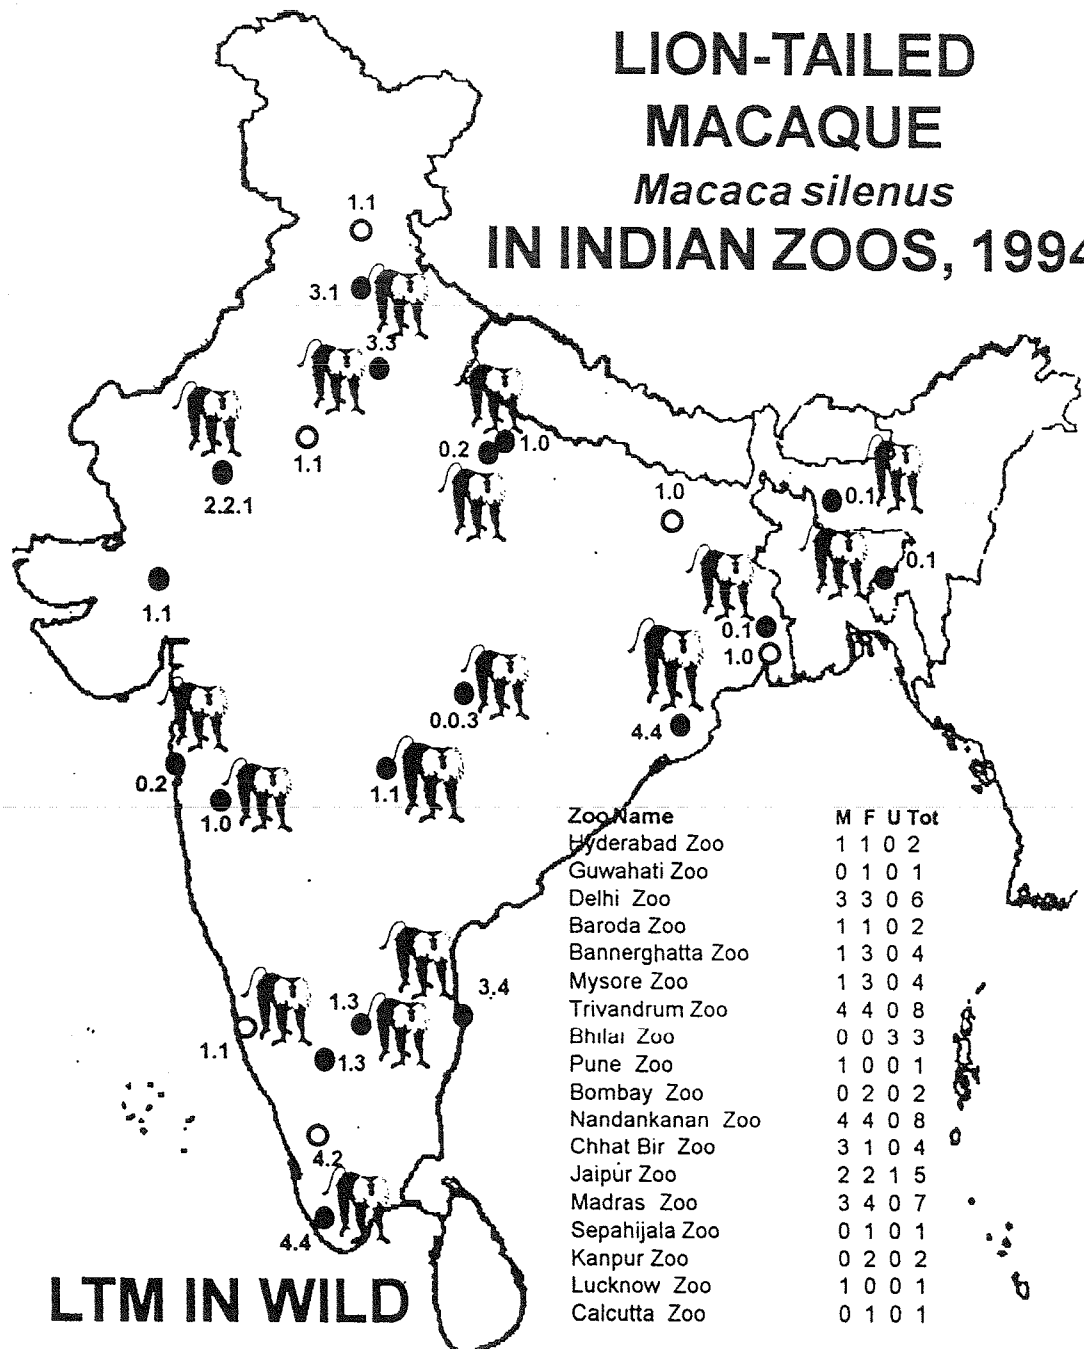 LION-TAILED
MACAQUE
Macaca silenus
IN INDIAN ZOOS, 1994
1.1
3.1
3.3
1.1
2.2.1
0.2
1.0
1.0
0.1
0.1
1.1
0.1
1.0
0.0.3
4.4
0.2
1.0
1.1
Zoo Name M F U Tot
Hyderabad Zoo 1 1 0 2
Guwahati Zoo 0 1 0 1
Delhi Zoo 3 3 0 6
Baroda Zoo 1 1 0 2
Bannerghatta Zoo 1 3 0 4
Mysore Zoo 1 3 0 4
Trivandrum Zoo 4 4 0 8
Bhilai Zoo 0 0 3 3
Pune Zoo 1 0 0 1
Bombay Zoo 0 2 0 2
Nandankanan Zoo 4 4 0 8
Chhat Bir Zoo 3 1 0 4
Jaipur Zoo 2 2 1 5
Madras Zoo 3 4 0 7
Sepahijala Zoo 0 1 0 1
Kanpur Zoo 0 2 0 2
Lucknow Zoo 1 0 0 1
Calcutta Zoo 0 1 0 1
3.4
1.3
1.1
1.3
4.2
4.4
LTM IN WILD